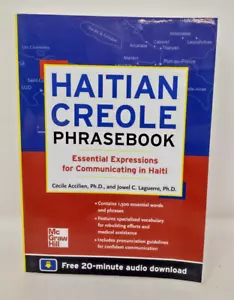 HAITIAN
CREOLE
PHRASEBOOK
Essential Expressions
for Communicating in Haiti
Cécile Accilien, Ph.D., and Jowel C. Laguerre, Ph.D.
• Contains 1,500 essential words
and phrases
• Features specialized vocabulary
for rebuilding efforts and
medical assistance
• Includes pronunciation guidelines
for confident communication
Mc
Graw
Hill
Free 20-minute audio download